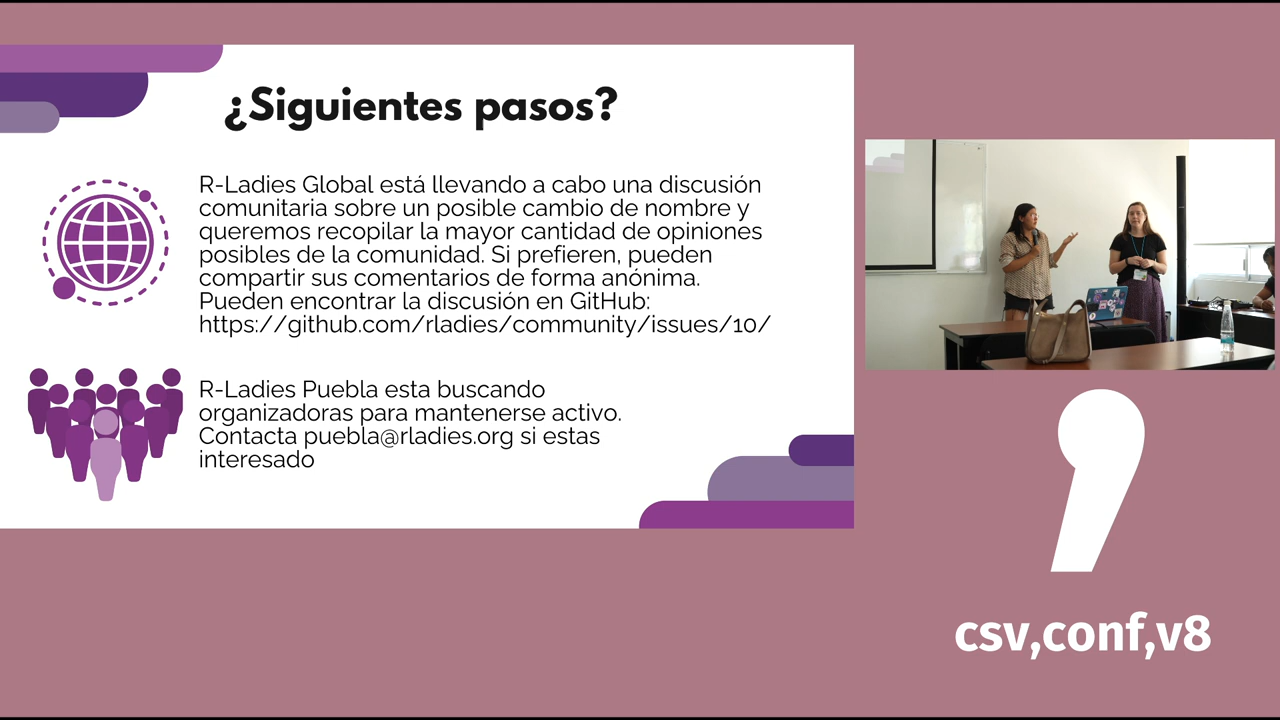 ¿Siguientes pasos?
R-Ladies Global está llevando a cabo una discusión
comunitaria sobre un posible cambio de nombre y
queremos recopilar la mayor cantidad de opiniones
posibles de la comunidad. Si prefieren, pueden
compartir sus comentarios de forma anónima.
Pueden encontrar la discusión en GitHub:
https://github.com/rladies/community/issues/10/
R-Ladies Puebla esta buscando
organizadoras para mantenerse activo.
Contacta puebla@rladies.org si estas
interesado
csv,conf,v8